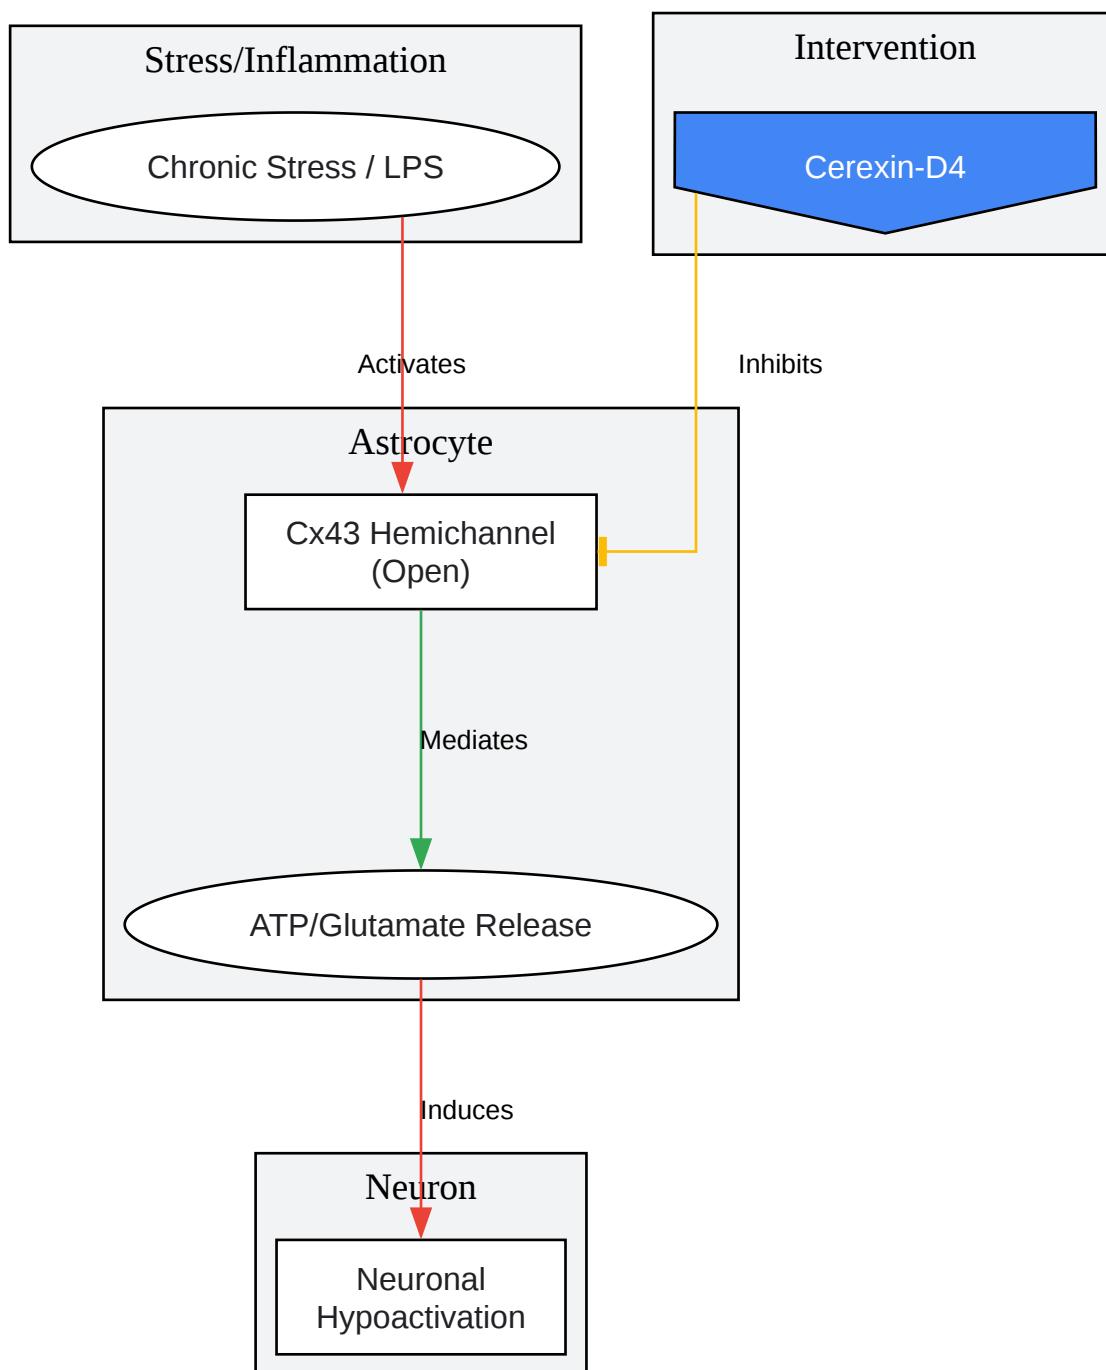 Stress/Inflammation
Intervention
Chronic Stress / LPS
Cerexin-D4
Activates
Inhibits
Astrocyte
Cx43 Hemichannel
(Open)
Mediates
ATP/Glutamate Release
Induces
Neuron
Neuronal
Hypoactivation